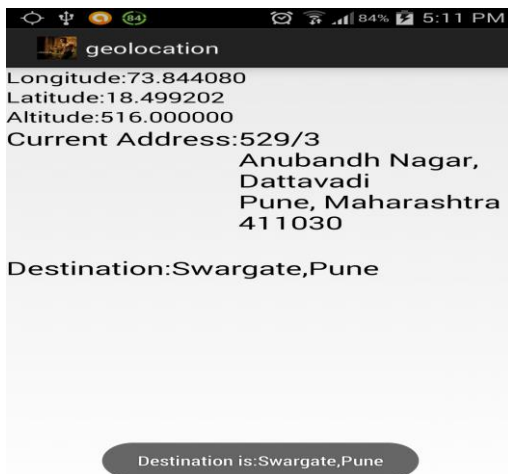 84 84% 5:11 PM
geolocation
Longitude:73.844080
Latitude:18.499202
Altitude:516.000000
Current Address:529/3
Anubandh Nagar,
Dattavadi
Pune, Maharashtra
411030
Destination:Swargate,Pune
Destination is:Swargate,Pune